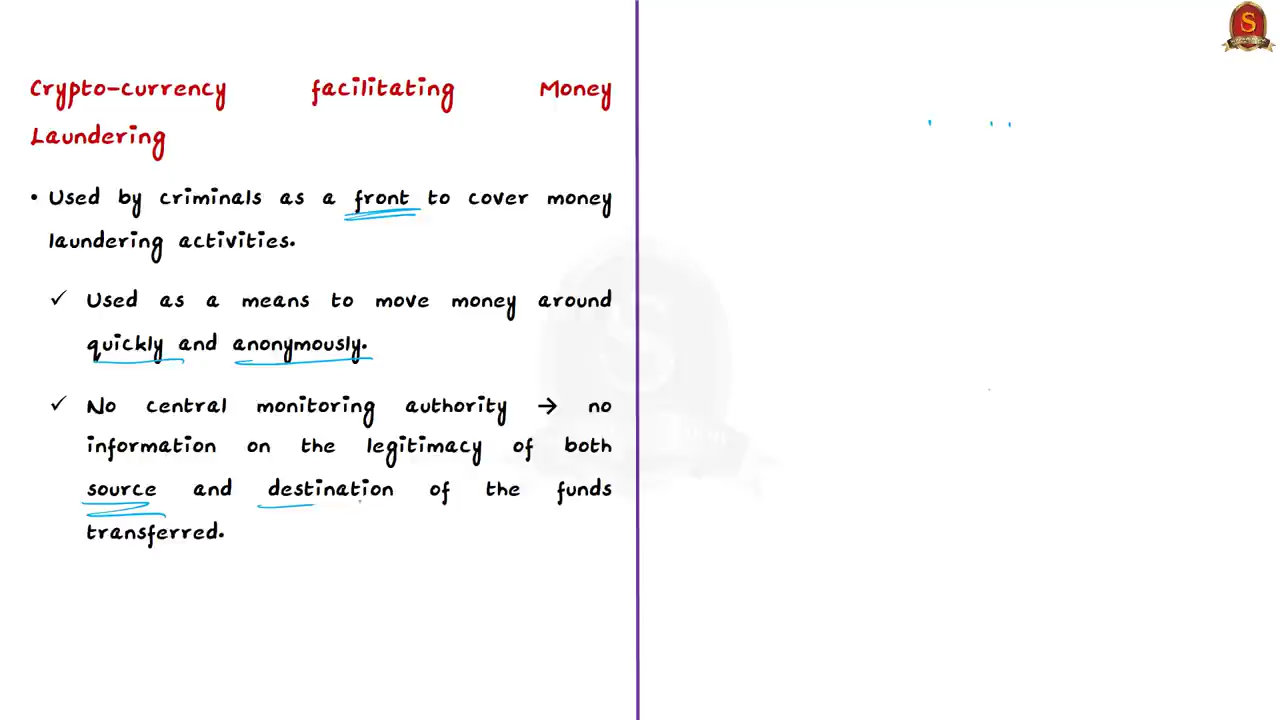 Crypto-currency facilitating Money
Laundering
• Used by criminals as a front to cover money
laundering activities.
✓ Used as a means to move money around
quickly and anonymously.
✓ No central monitoring authority → no
information on the legitimacy of both
source and destination of the funds
transferred.
S